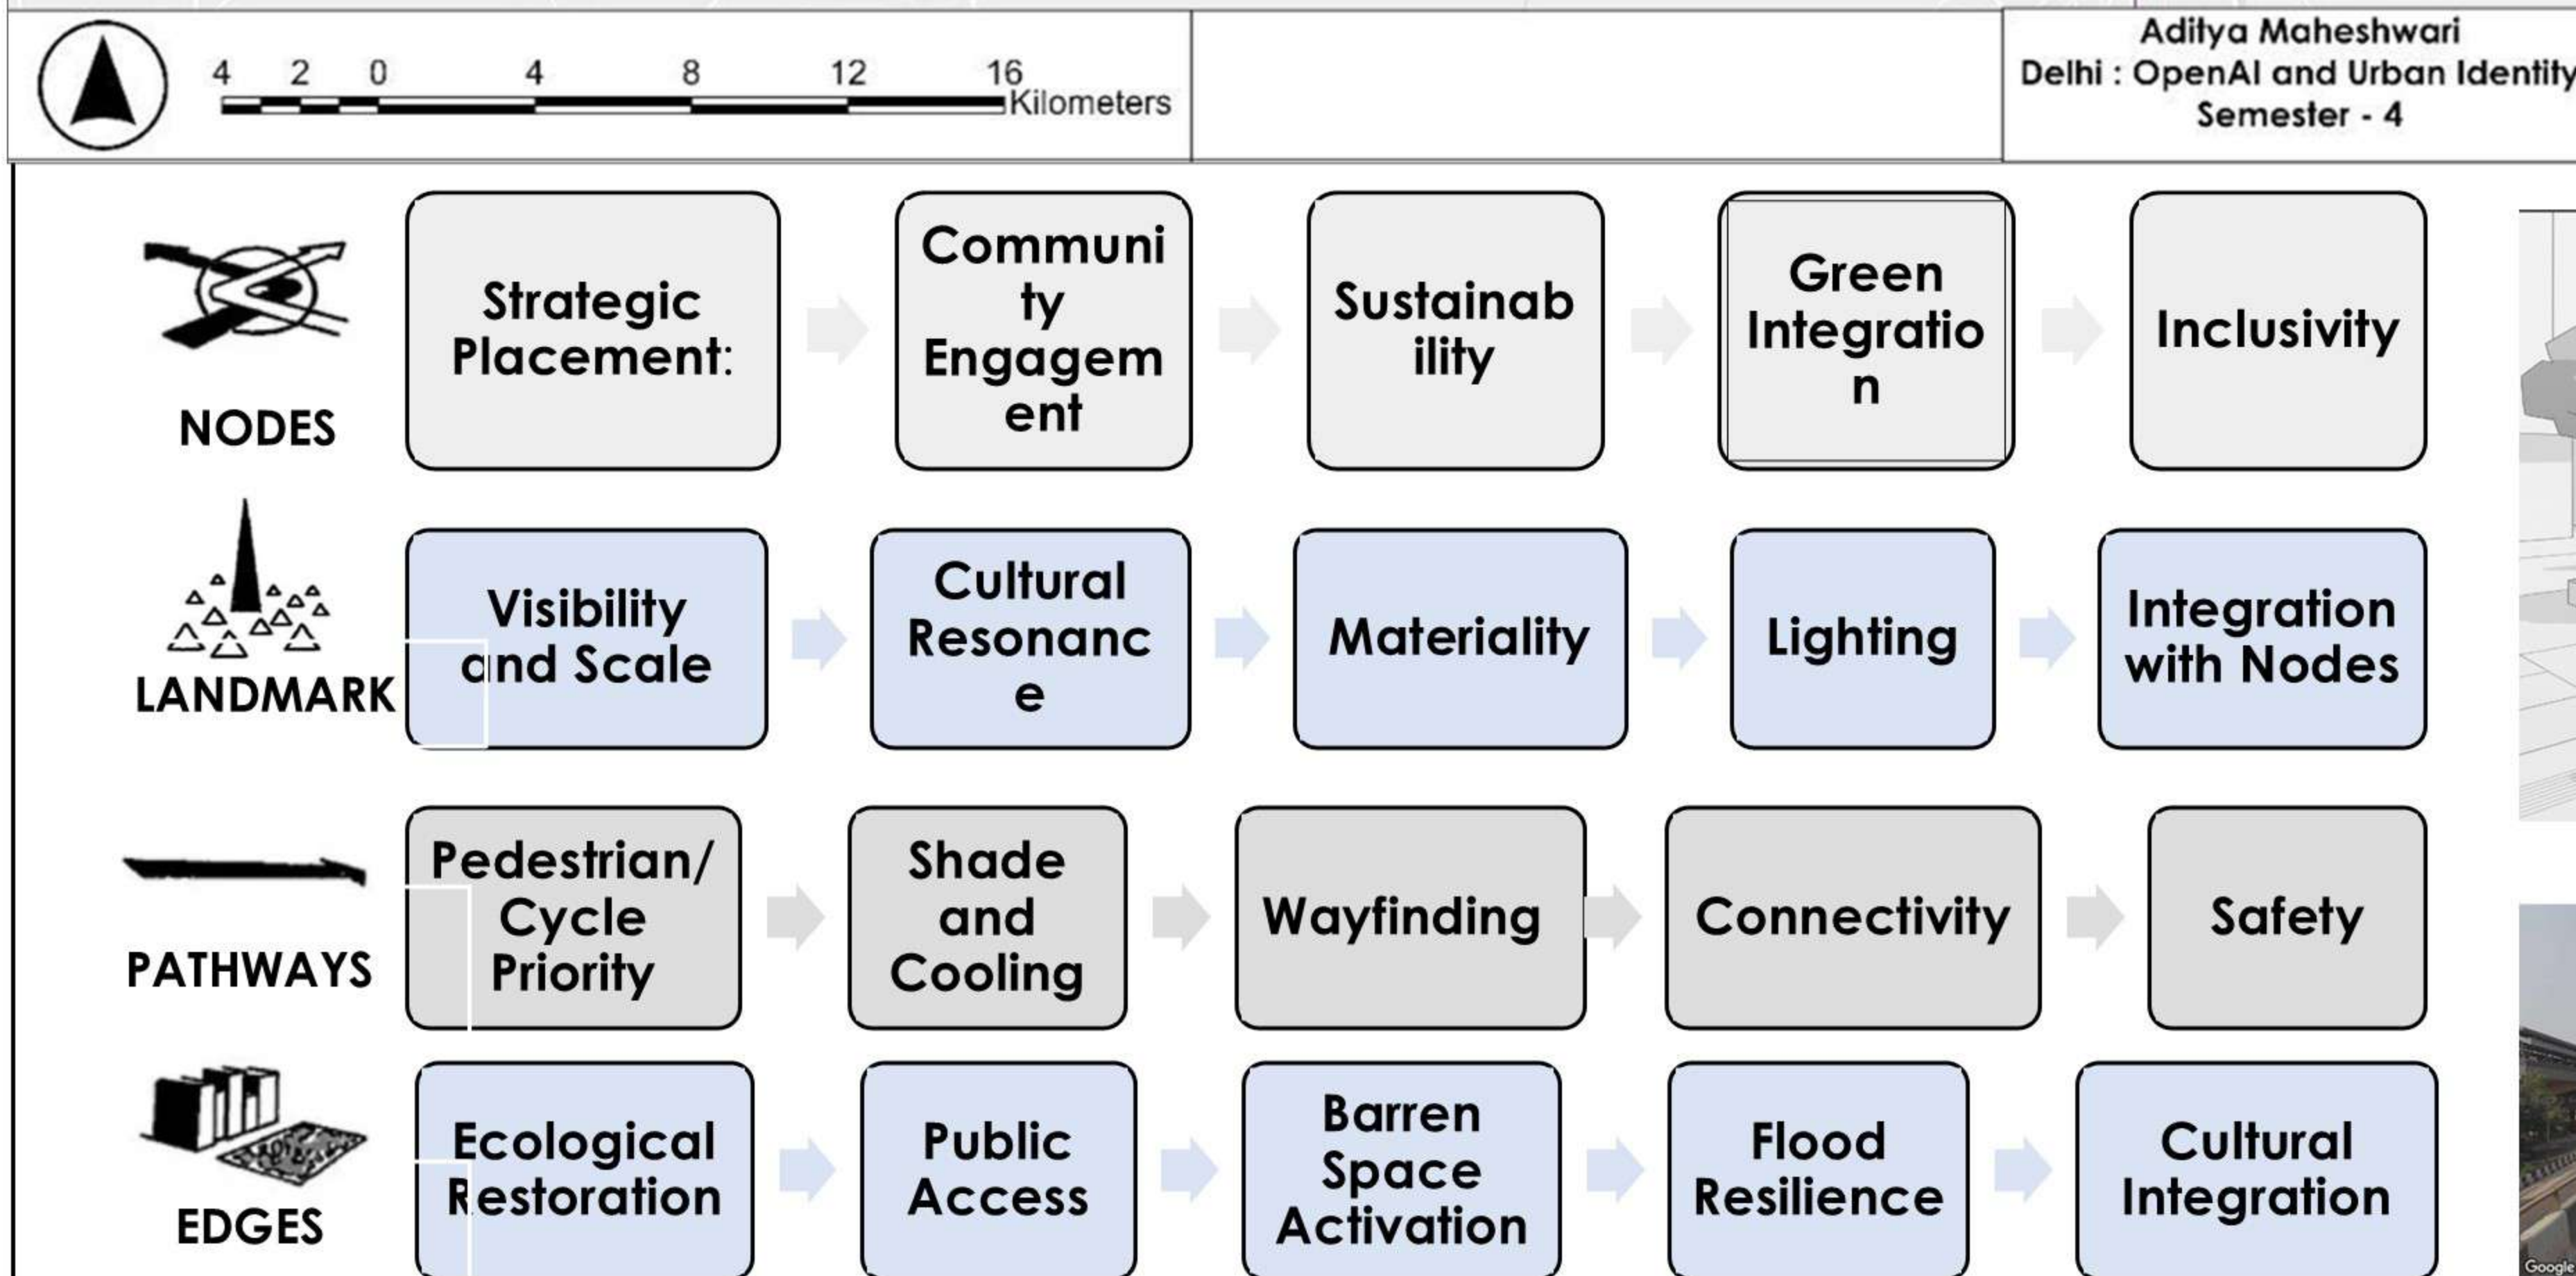 4 2 0 4 8 12 16
Kilometers
Aditya Maheshwari
Delhi : OpenAI and Urban Identity
Semester - 4
NODES
Strategic
Placement:
Communi
ty
Engagem
ent
Sustainab
ility
Green
Integratio
n
Inclusivity
LANDMARK
Visibility
and Scale
Cultural
Resonanc
e
Materiality
Lighting
Integration
with Nodes
PATHWAYS
Pedestrian/
Cycle
Priority
Shade
and
Cooling
Wayfinding
Connectivity
Safety
EDGES
Ecological
Restoration
Public
Access
Barren
Space
Activation
Flood
Resilience
Cultural
Integration
Google